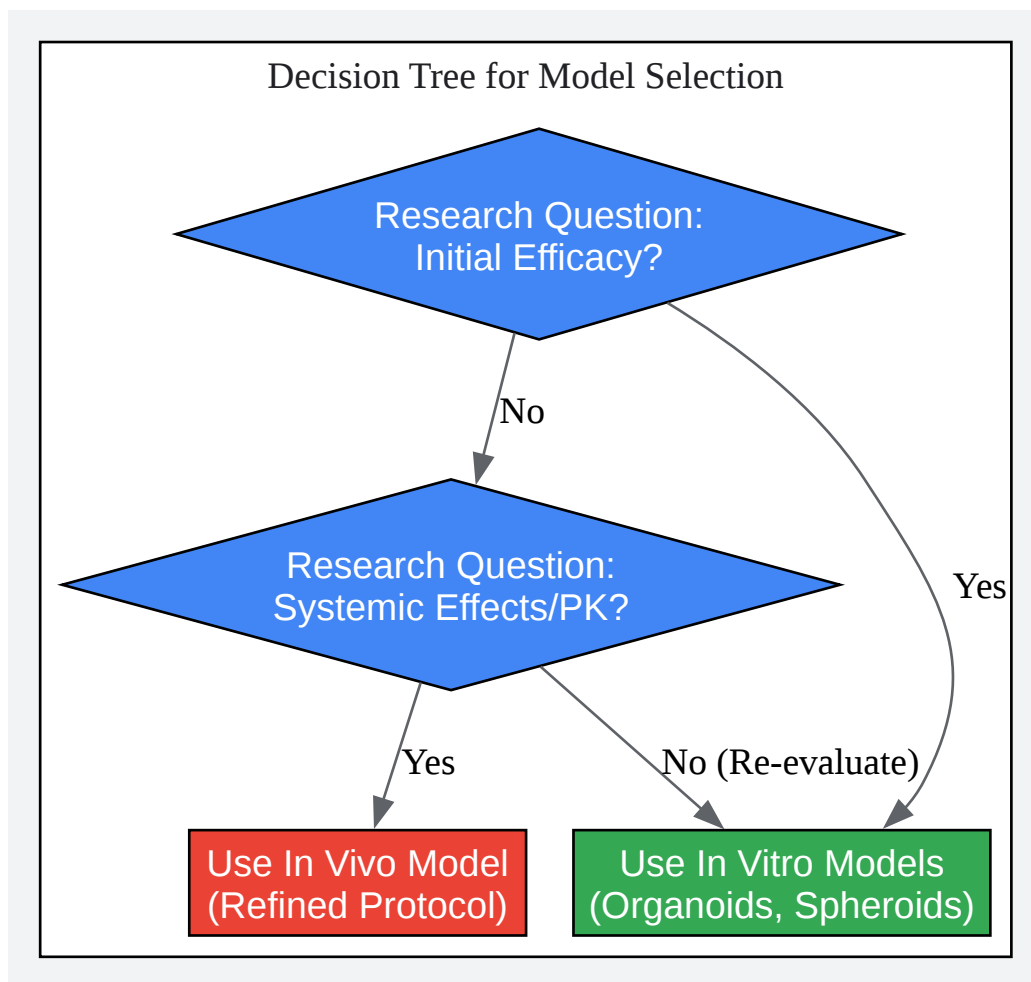 Decision Tree for Model Selection
Research Question:
Initial Efficacy?
No
Research Question:
Systemic Effects/PK?
Yes
Yes
No (Re-evaluate)
Use In Vivo Model
(Refined Protocol)
Use In Vitro Models
(Organoids, Spheroids)